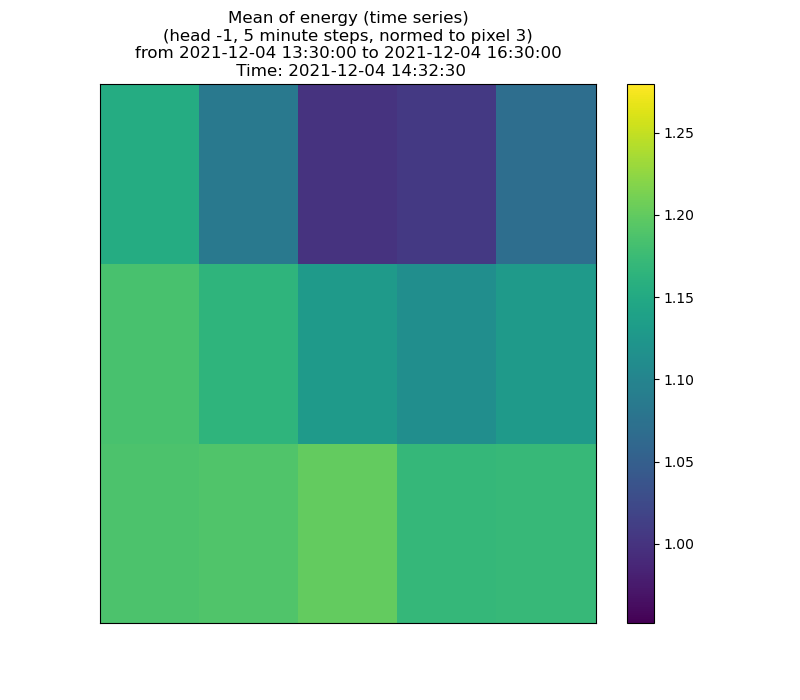 Mean of energy (time series)
(head -1, 5 minute steps, normed to pixel 3)
from 2021-12-04 13:30:00 to 2021-12-04 16:30:00
Time: 2021-12-04 14:32:30
1.25
1.20
1.15
1.10
1.05
1.00